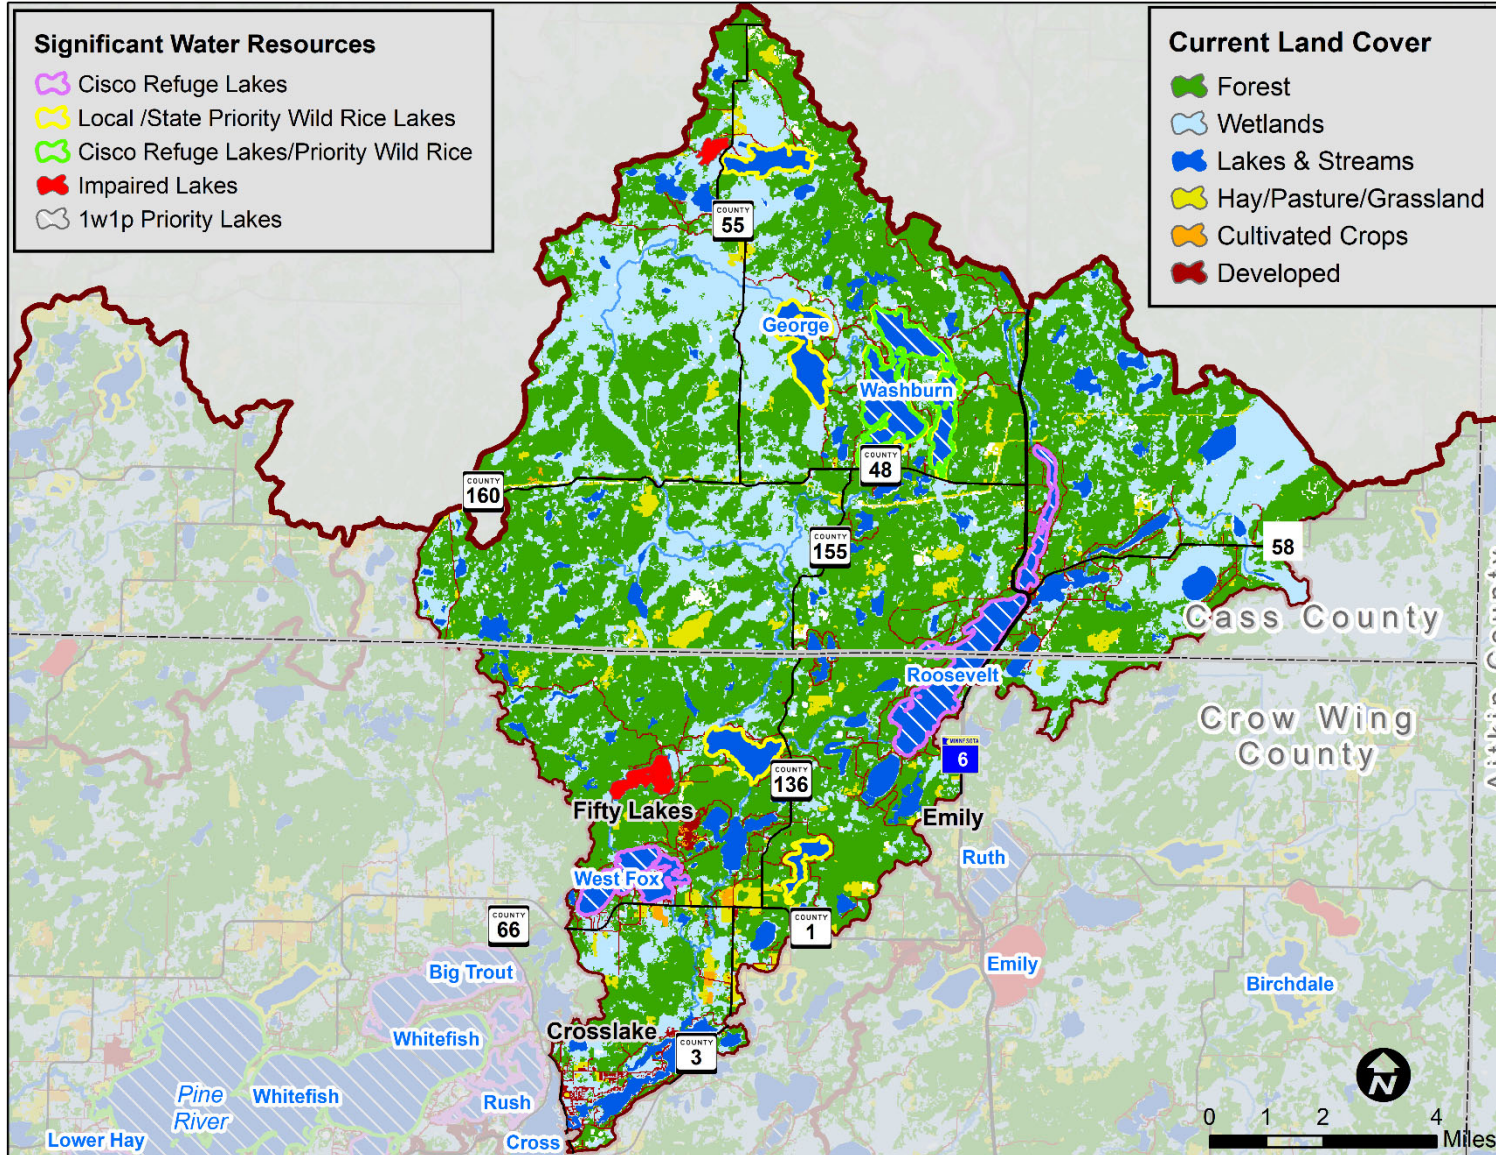 Significant Water Resources
Cisco Refuge Lakes
Local /State Priority Wild Rice Lakes
Cisco Refuge Lakes/Priority Wild Rice
Impaired Lakes
1w1p Priority Lakes
Current Land Cover
Forest
Wetlands
Lakes & Streams
Hay/Pasture/Grassland
Cultivated Crops
Developed
COUNTY
55
George
Washburn
COUNTY
48
COUNTY
160
COUNTY
155
58
Cass County
Aitkin County
Roosevelt
Crow Wing
County
MINNESOTA
6
COUNTY
136
Fifty Lakes
Emily
Ruth
West Fox
COUNTY
66
COUNTY
1
Big Trout
Emily
Birchdale
Whitefish
Crosslake
COUNTY
3
Pine
River
Whitefish
Rush
Lower Hay
Cross
N
0 1 2 4
Miles